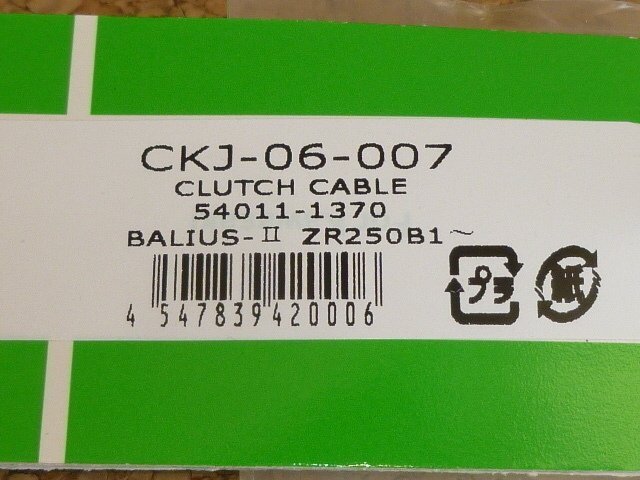 CKJ-06-007
CLUTCH CABLE
54011-1370
BALIUS-Ⅱ ZR250B1～
4 547839 420006
プラ
紙